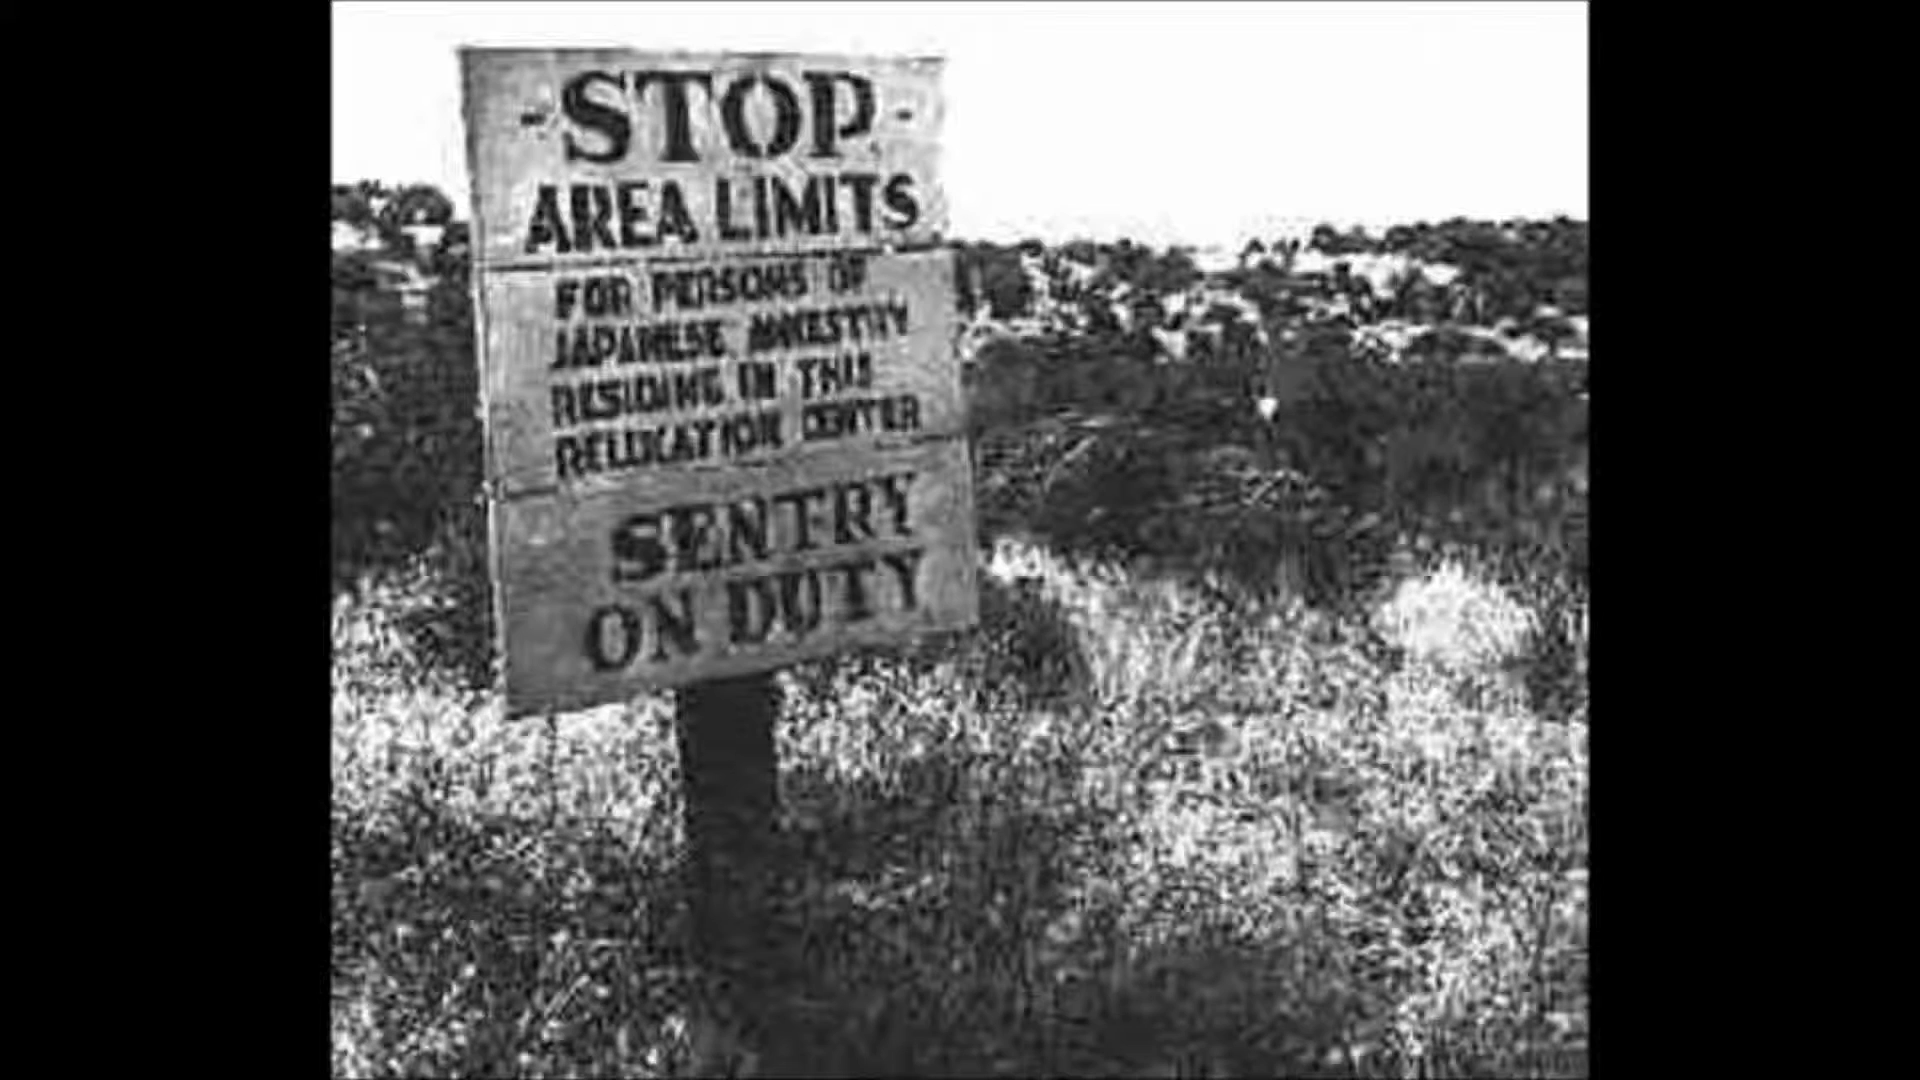 -STOP-
AREA LIMITS
FOR PERSONS OF
JAPANESE ANCESTRY
RESIDING IN THIS
RELOCATION CENTER
SENTRY
ON DUTY